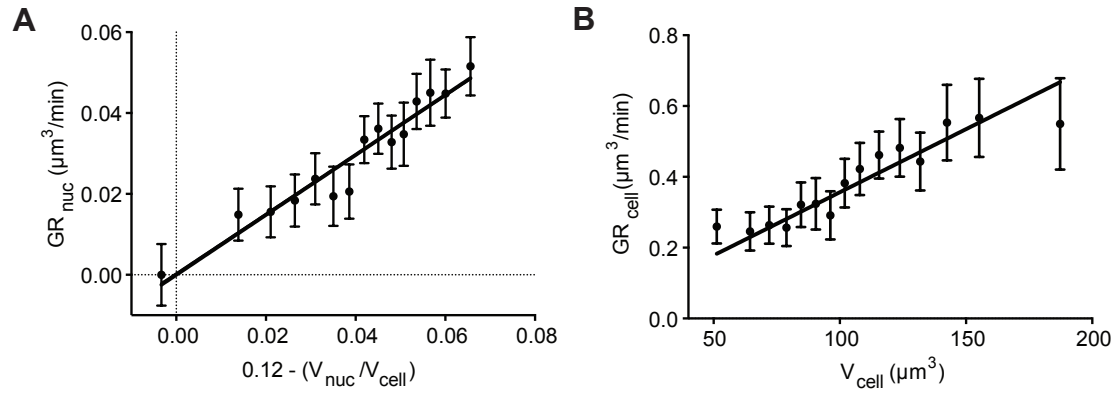 A
GR nuc (µm³/min)
0.06
0.04
0.02
0.00
0.00 0.02 0.04 0.06 0.08
0.12 - (V nuc /V cell)
B
GR cell (µm³/min)
0.8
0.6
0.4
0.2
0.0
50 100 150 200
V cell (µm³)